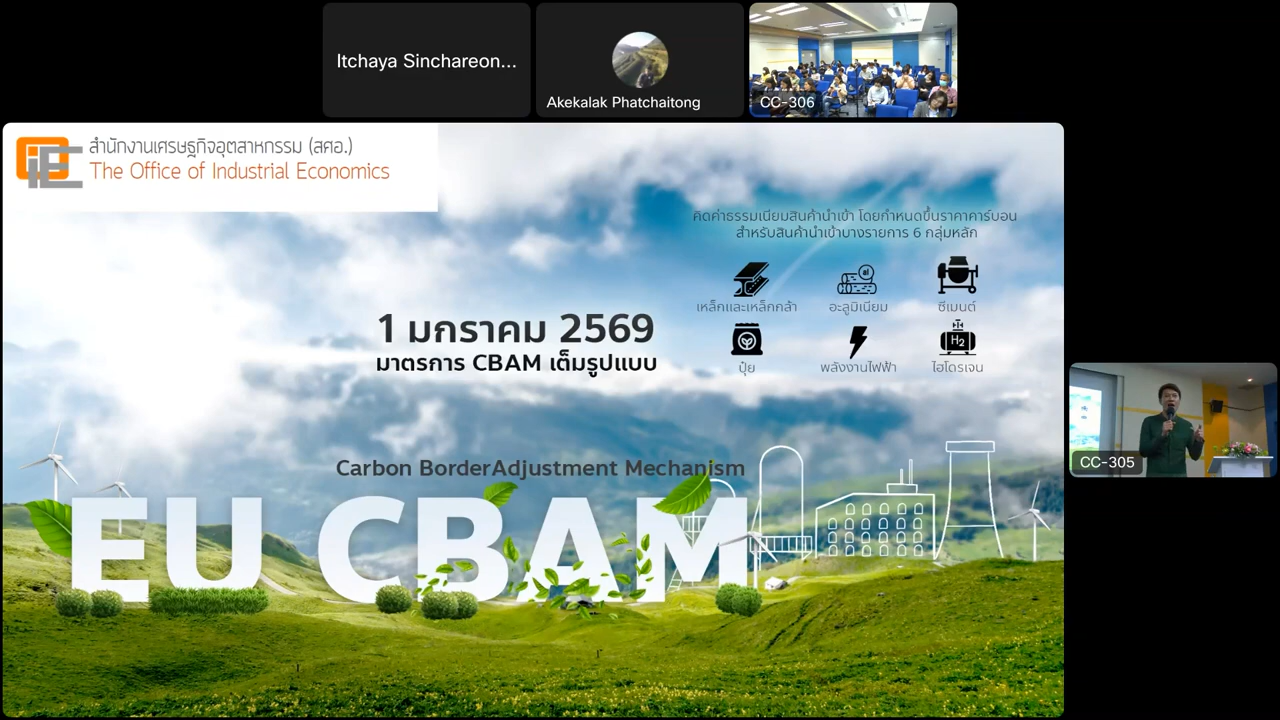 Itchaya Sinchareon...
Akekalak Phatchaitong
CC-306
สำนักงานเศรษฐกิจอุตสาหกรรม (สศอ.)
The Office of Industrial Economics
คิดค่าธรรมเนียมสินค้านำเข้า โดยกำหนดขึ้นราคาคาร์บอน
สำหรับสินค้านำเข้าบางรายการ 6 กลุ่มหลัก
เหล็กและเหล็กกล้า
อะลูมิเนียม
ซีเมนต์
ปุ๋ย
พลังงานไฟฟ้า
ไฮโดรเจน
al
H2
1 มกราคม 2569
มาตรการ CBAM เต็มรูปแบบ
CC-305
Carbon BorderAdjustment Mechanism
EU CBAM